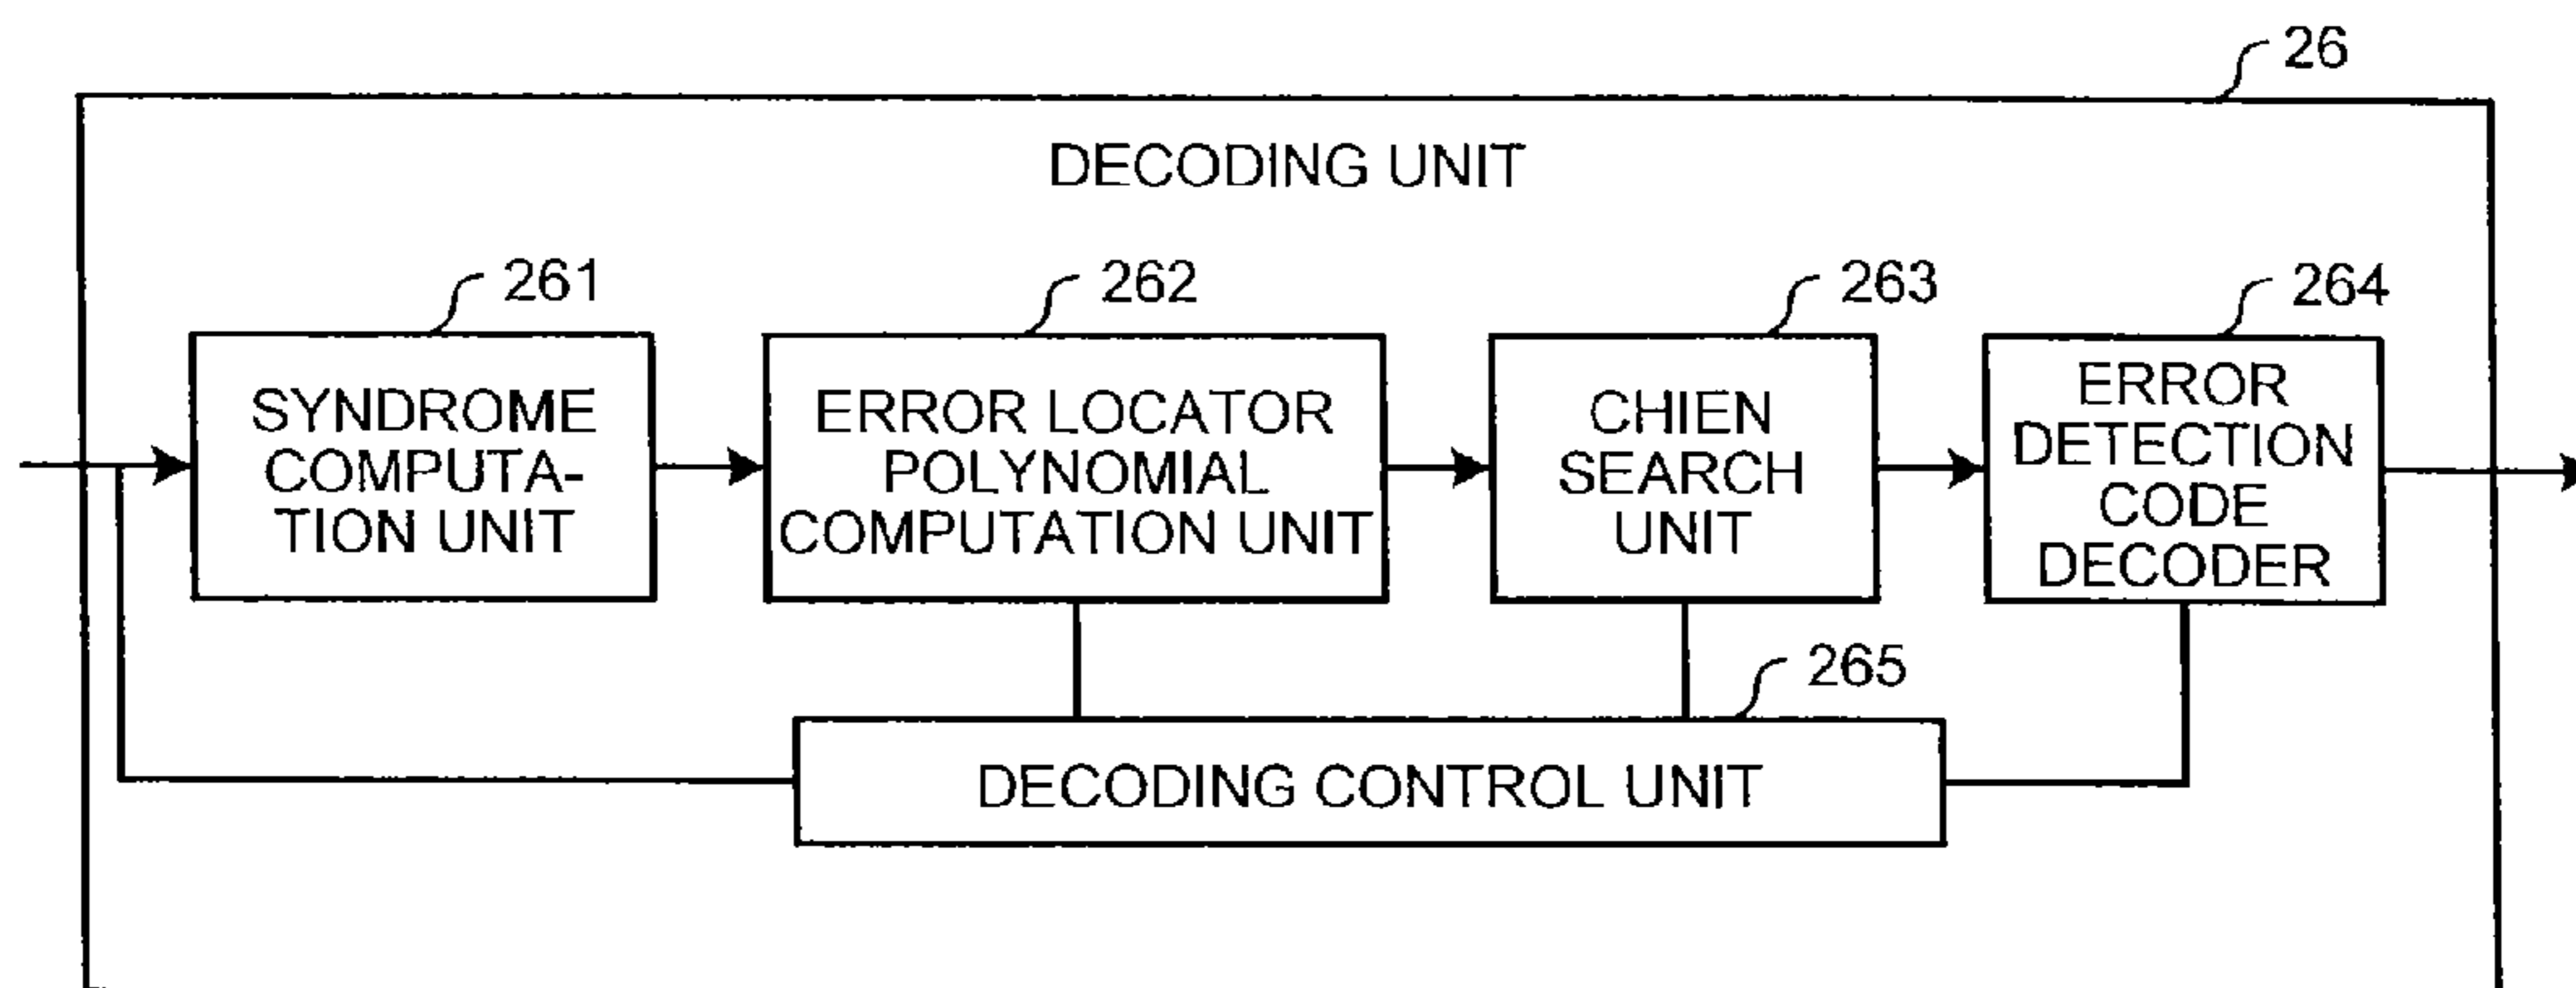 26
DECODING UNIT
261
262
263
264
SYNDROME
COMPUTA-
TION UNIT
ERROR LOCATOR
POLYNOMIAL
COMPUTATION UNIT
CHIEN
SEARCH
UNIT
ERROR
DETECTION
CODE
DECODER
265
DECODING CONTROL UNIT